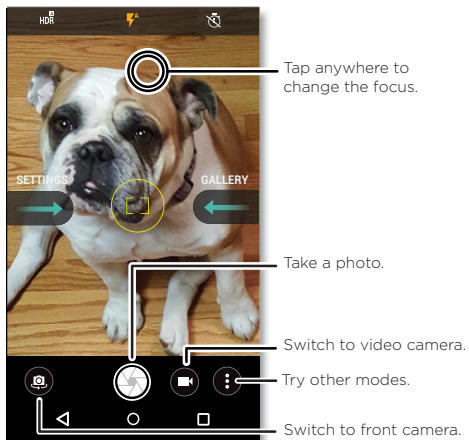 HDR
A
Tap anywhere to
change the focus.
SETTINGS
GALLERY
Take a photo.
Switch to video camera.
Try other modes.
Switch to front camera.